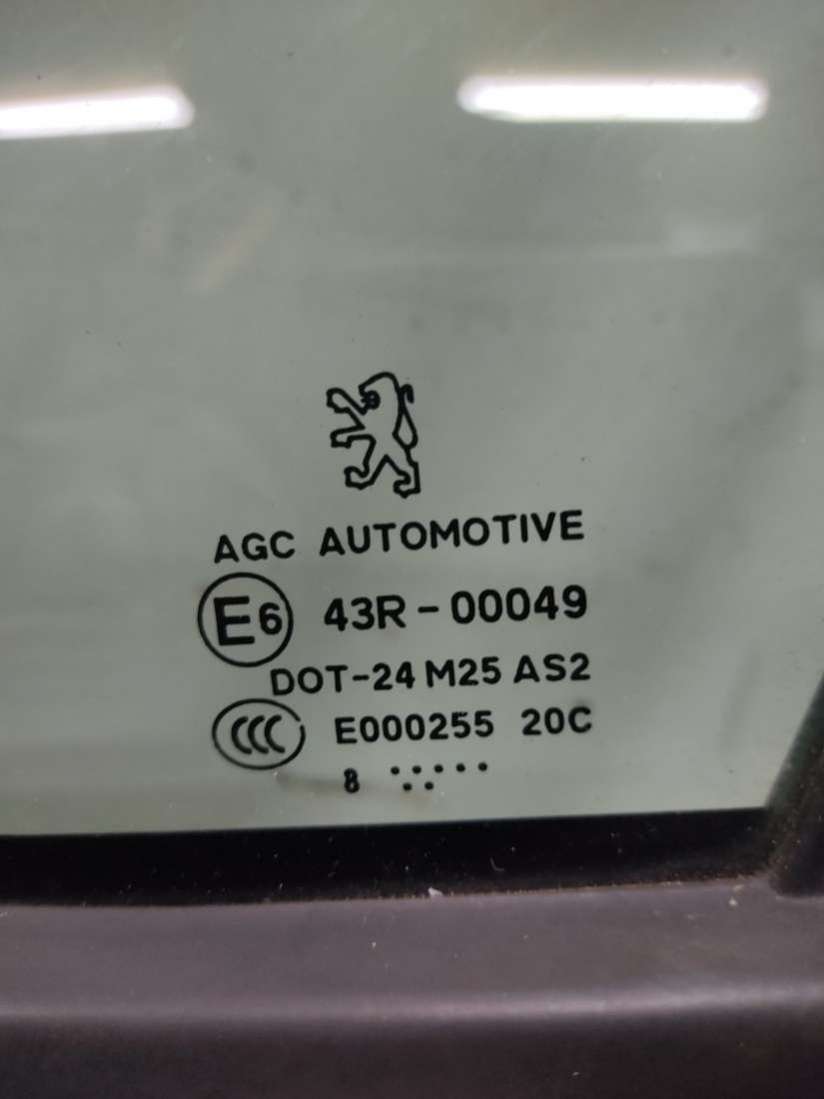 AGC AUTOMOTIVE
E6 43R-00049
DOT-24 M25 AS2
CCC E000255 20C
8 .......